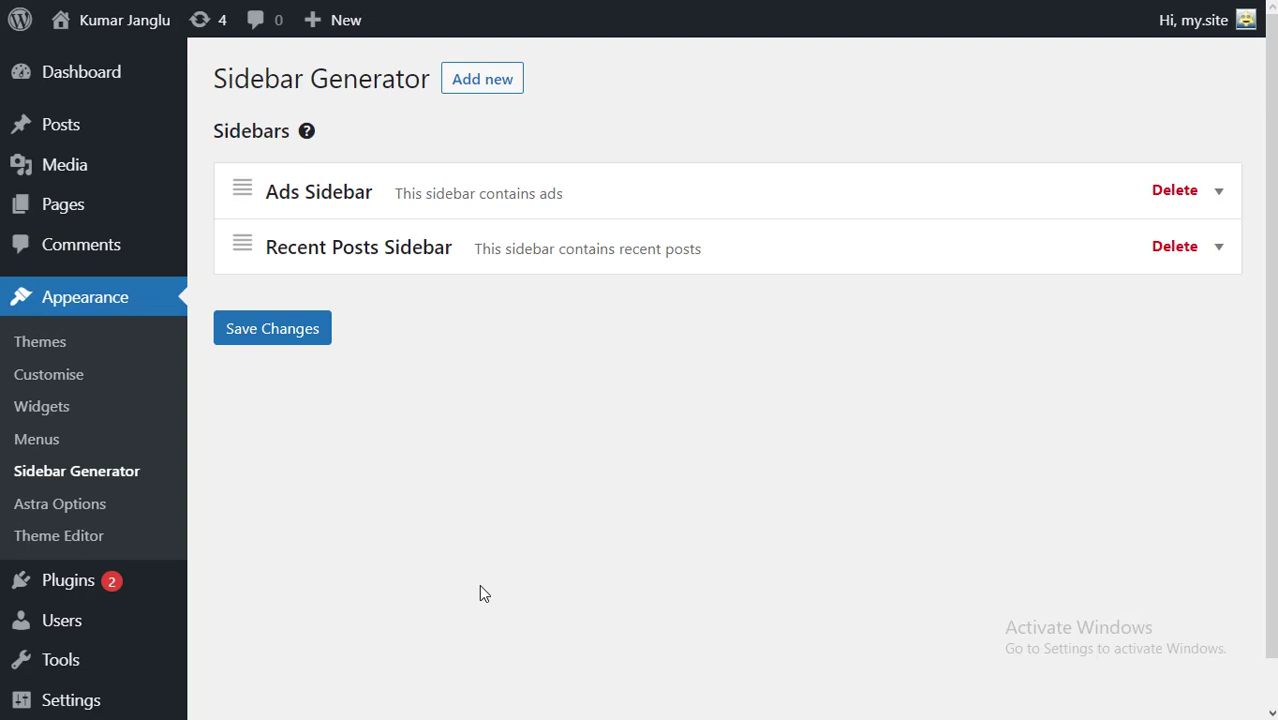 Kumar Janglu 4 0 New Hi, my.site
Dashboard
Posts
Media
Pages
Comments
Appearance
Themes
Customise
Widgets
Menus
Sidebar Generator
Astra Options
Theme Editor
Plugins 2
Users
Tools
Settings
Sidebar Generator Add new
Sidebars ?
Ads Sidebar This sidebar contains ads Delete
Recent Posts Sidebar This sidebar contains recent posts Delete
Save Changes
Activate Windows
Go to Settings to activate Windows.